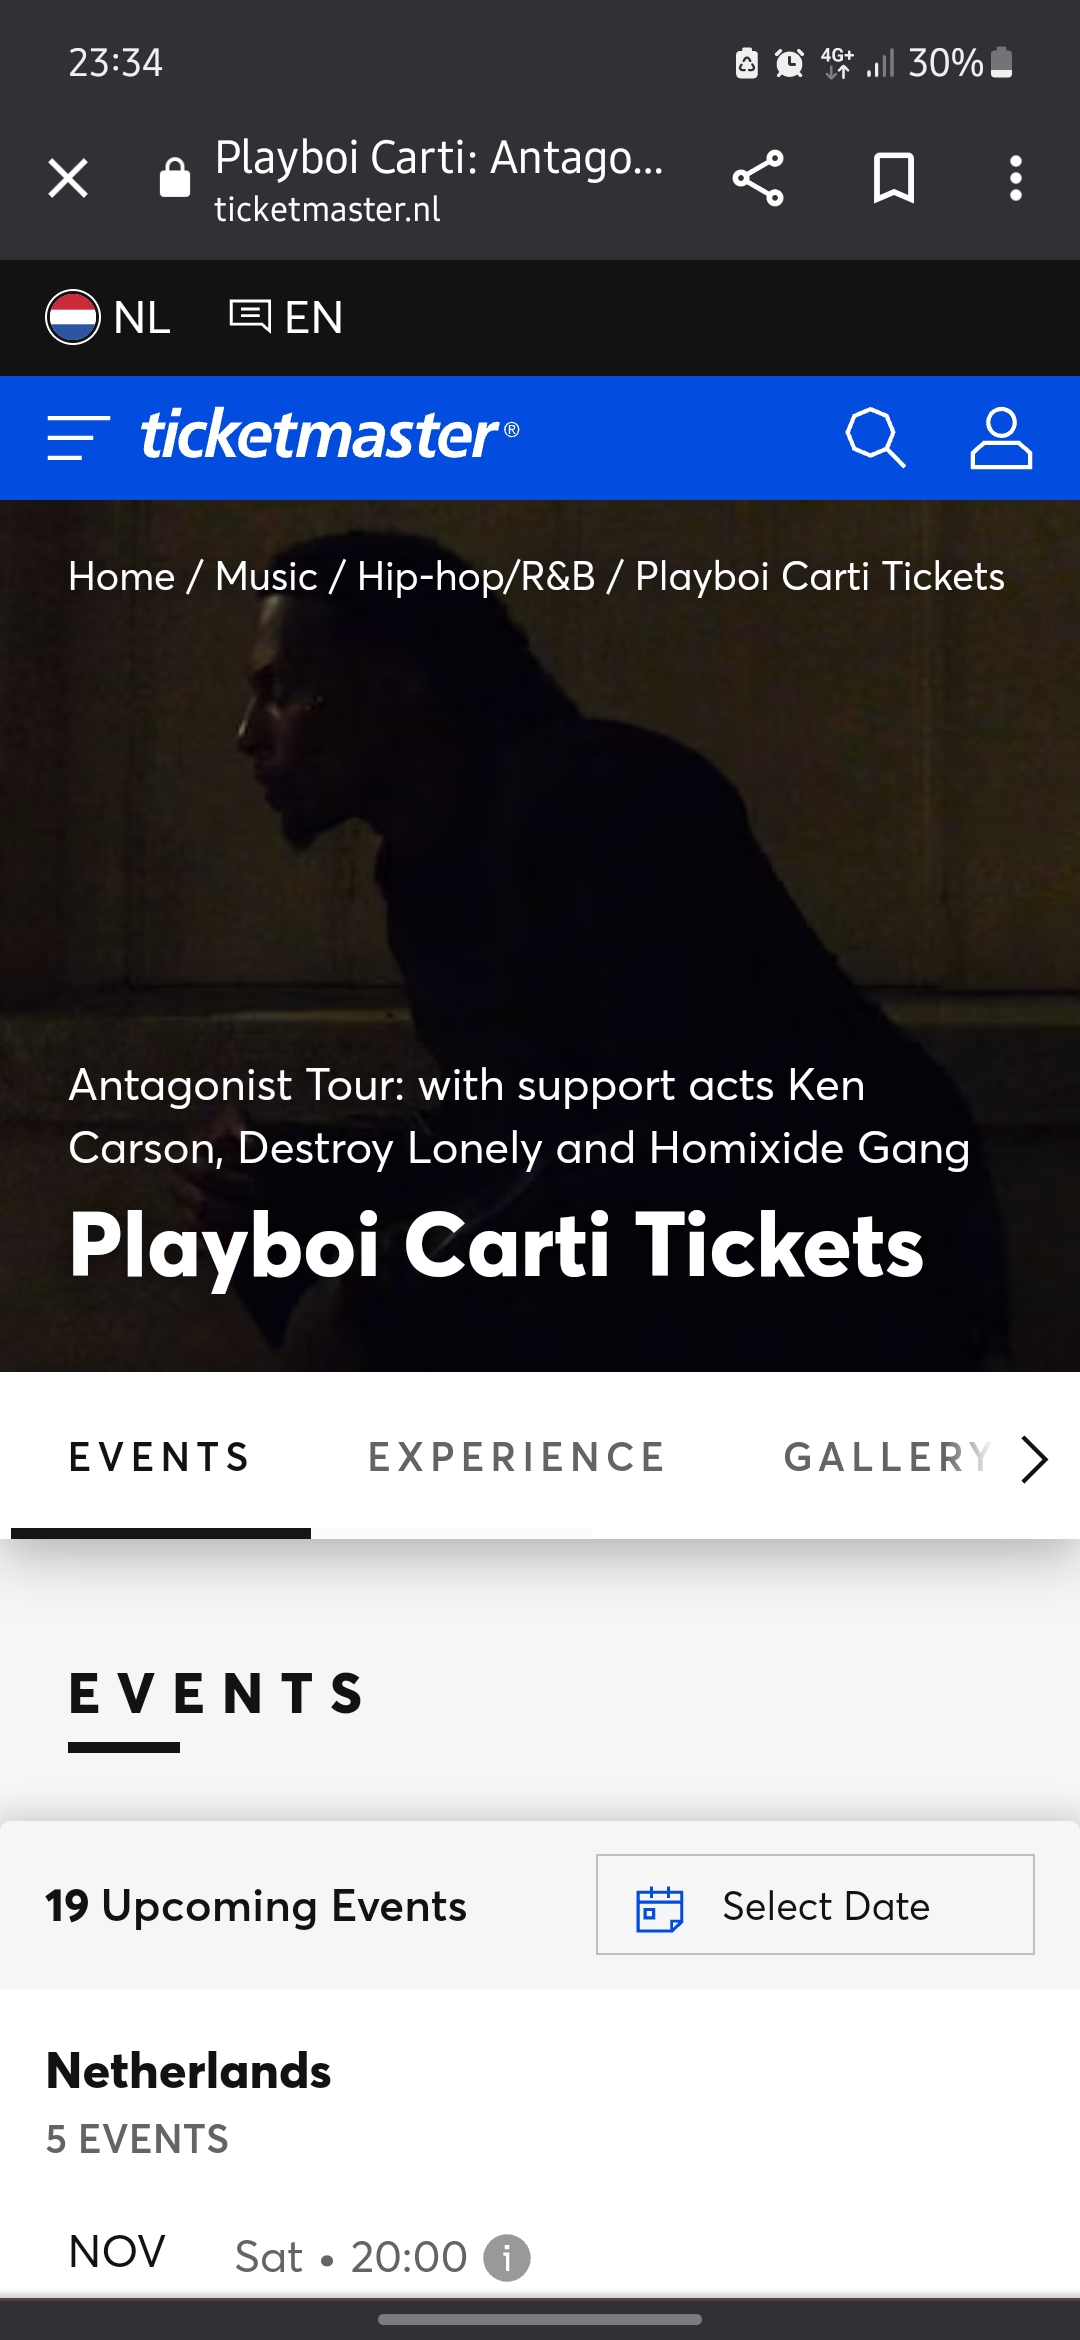 23:34
4G+
30%
Playboi Carti: Antago...
ticketmaster.nl
NL
EN
ticketmaster®
Home / Music / Hip-hop/R&B / Playboi Carti Tickets
Antagonist Tour: with support acts Ken
Carson, Destroy Lonely and Homixide Gang
Playboi Carti Tickets
EVENTS
EXPERIENCE
GALLERY
EVENTS
19 Upcoming Events
Select Date
Netherlands
5 EVENTS
NOV
Sat • 20:00